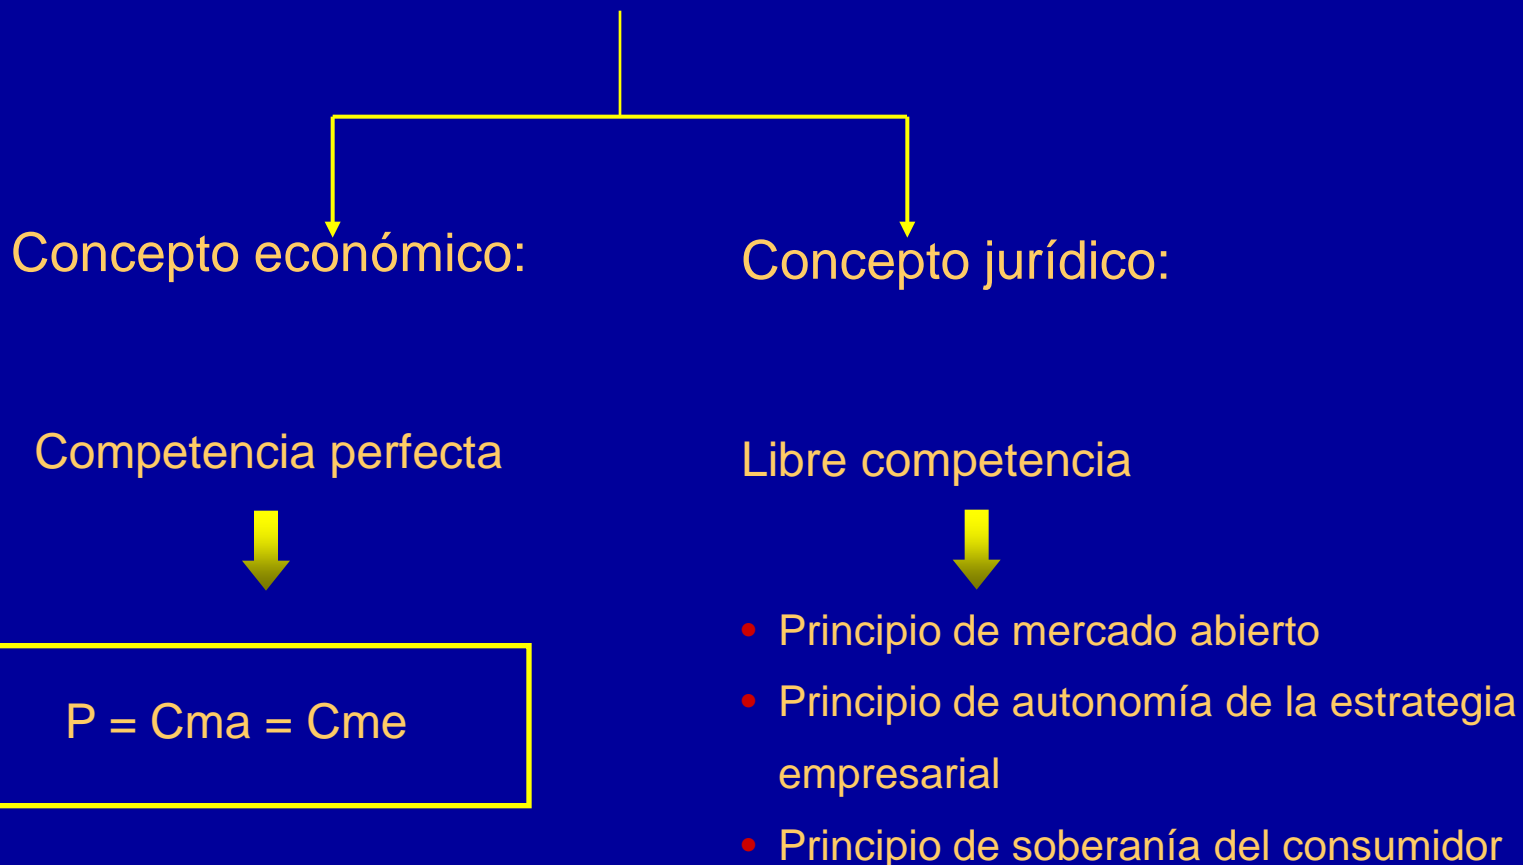 Concepto económico:
Competencia perfecta
P = Cma = Cme
Concepto jurídico:
Libre competencia
• Principio de mercado abierto
• Principio de autonomía de la estrategia
empresarial
• Principio de soberanía del consumidor